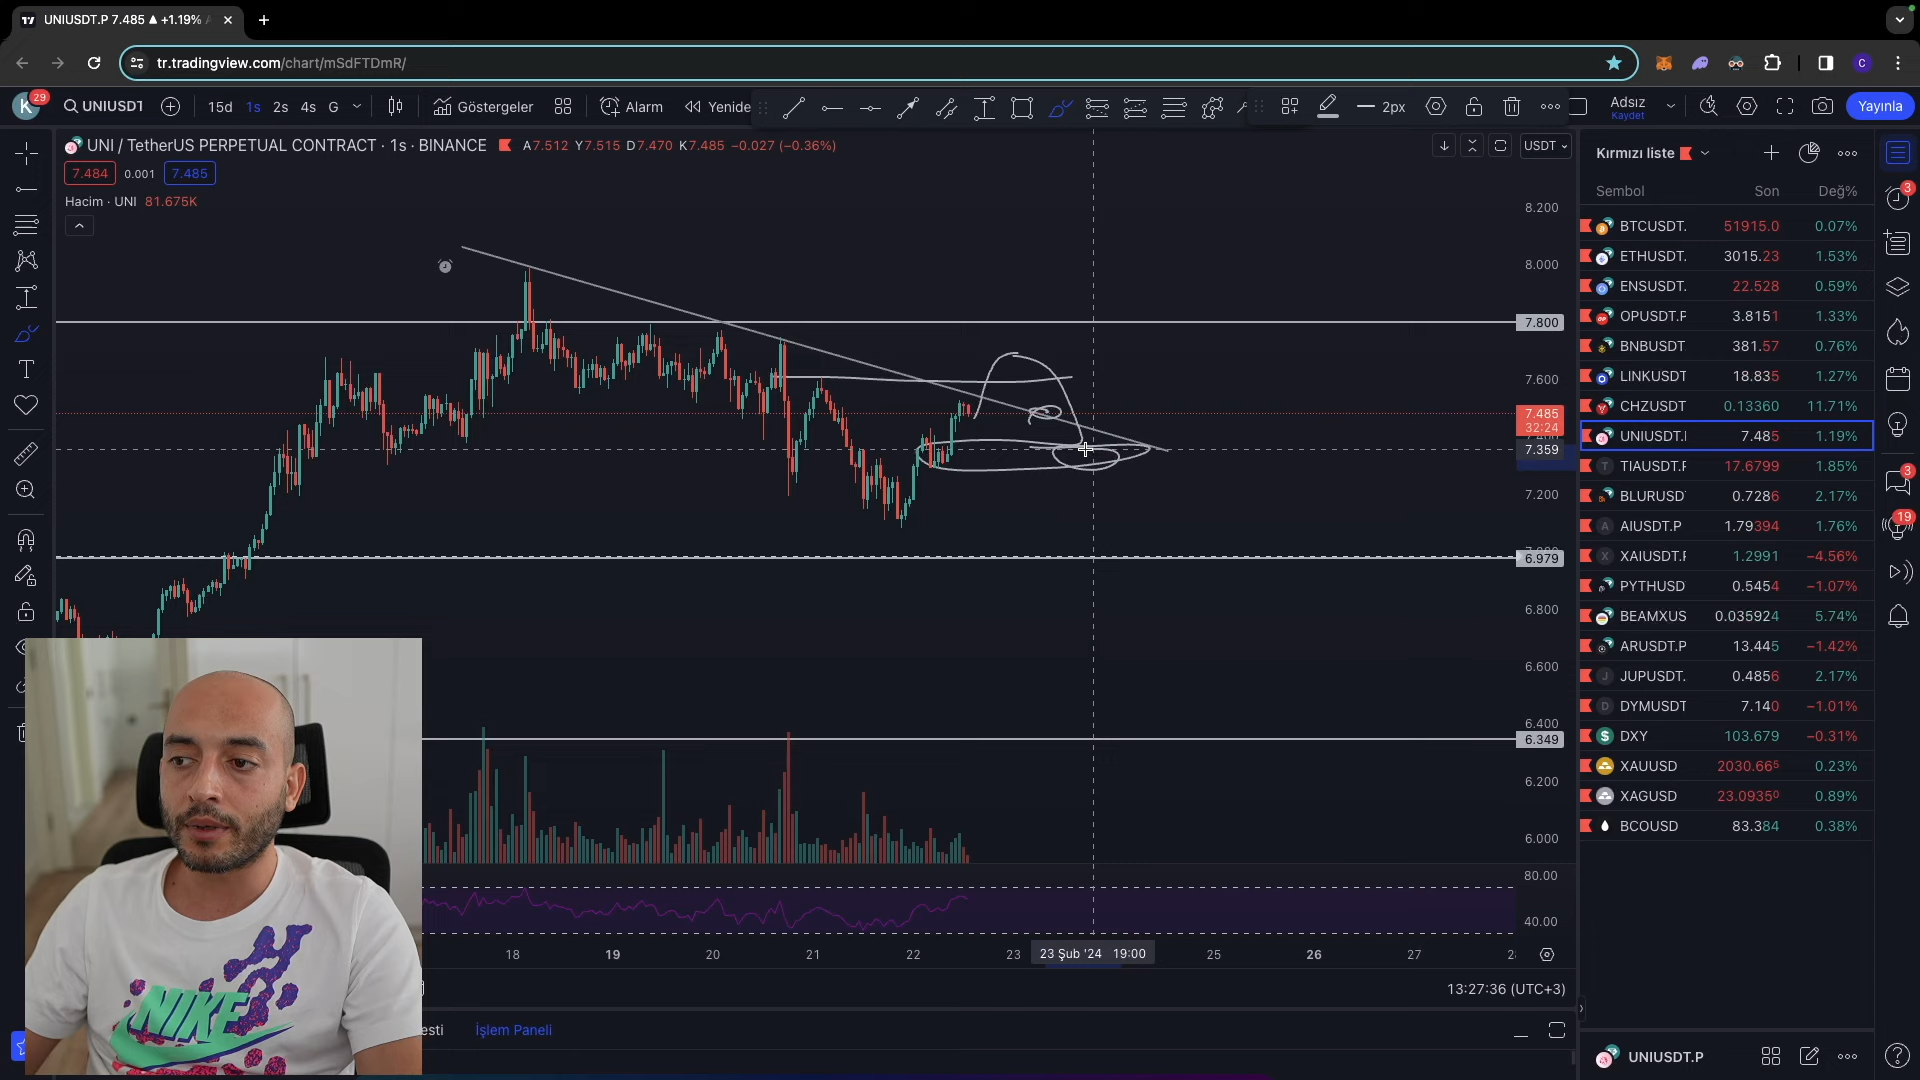 UNIUSDT.P 7.485 ▲ +1.19%
tr.tradingview.com/chart/mSdFTDmR/
C
K 29
UNIUSDT
15d 1s 2s 4s G
Göstergeler
Alarm
Yenide
2px
Adsız
Kaydet
Yayınla
UNI / TetherUS PERPETUAL CONTRACT · 1s · BINANCE A7.512 Y7.515 D7.470 K7.485 −0.027 (−0.36%)
USDT
7.484 0.001 7.485
Hacim · UNI 81.675K
8.200
8.000
7.800
7.600
7.485
32:24
7.359
7.200
6.979
6.800
6.600
6.400
6.349
6.200
6.000
80.00
40.00
18 19 20 21 22 23 23 Şub '24 19:00 25 26 27
13:27:36 (UTC+3)
esti İşlem Paneli
NIKE
Kırmızı liste
Sembol Son Değ%
BTCUSDT. 51915.0 0.07%
ETHUSDT. 3015.23 1.53%
ENSUSDT. 22.528 0.59%
OPUSDT.P 3.8151 1.33%
BNBUSDT 381.57 0.76%
LINKUSDT 18.835 1.27%
CHZUSDT 0.13360 11.71%
UNIUSDT.I 7.485 1.19%
TIAUSDT.F 17.6799 1.85%
BLURUSD 0.7286 2.17%
AIUSDT.P 1.79394 1.76%
XAIUSDT.F 1.2991 −4.56%
PYTHUSD 0.5454 −1.07%
BEAMXUS 0.035924 5.74%
ARUSDT.P 13.445 −1.42%
JUPUSDT. 0.4856 2.17%
DYMUSDT 7.140 −1.01%
DXY 103.679 −0.31%
XAUUSD 2030.665 0.23%
XAGUSD 23.09350 0.89%
BCOUSD 83.384 0.38%
UNIUSDT.P
3
3
19